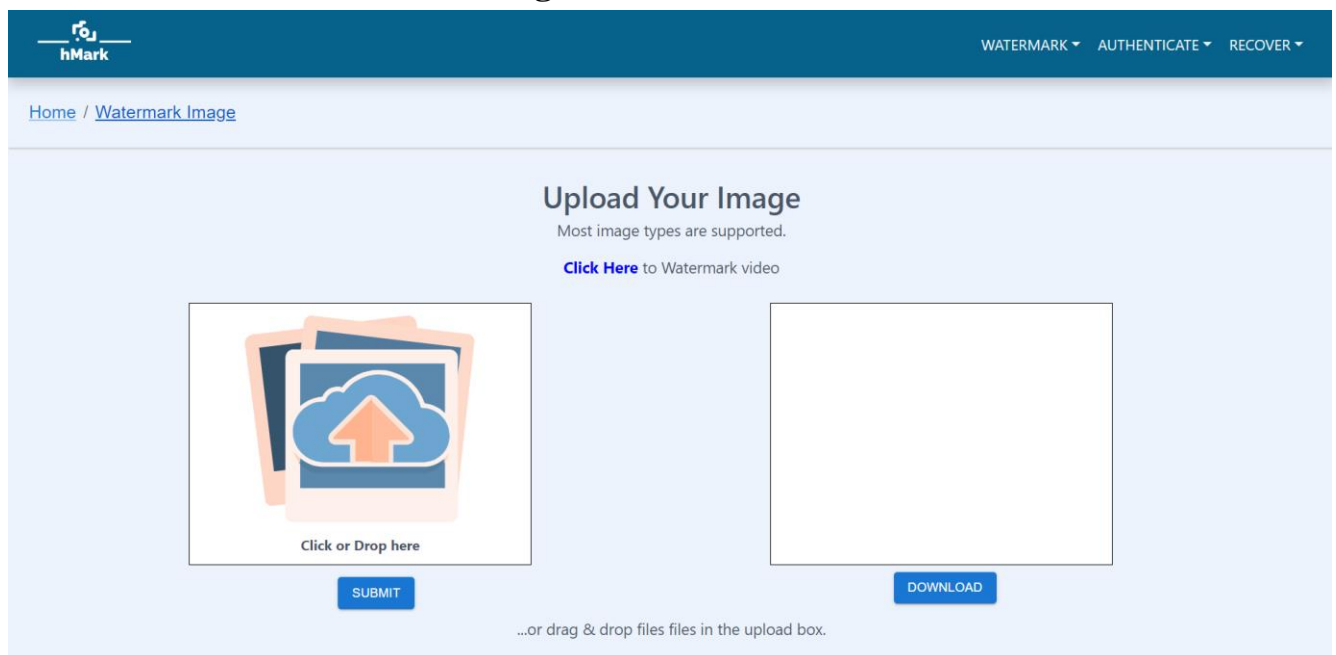 hMark
WATERMARK AUTHENTICATE RECOVER
Home / Watermark Image
Upload Your Image
Most image types are supported.
Click Here to Watermark video
Click or Drop here
SUBMIT
DOWNLOAD
...or drag & drop files files in the upload box.